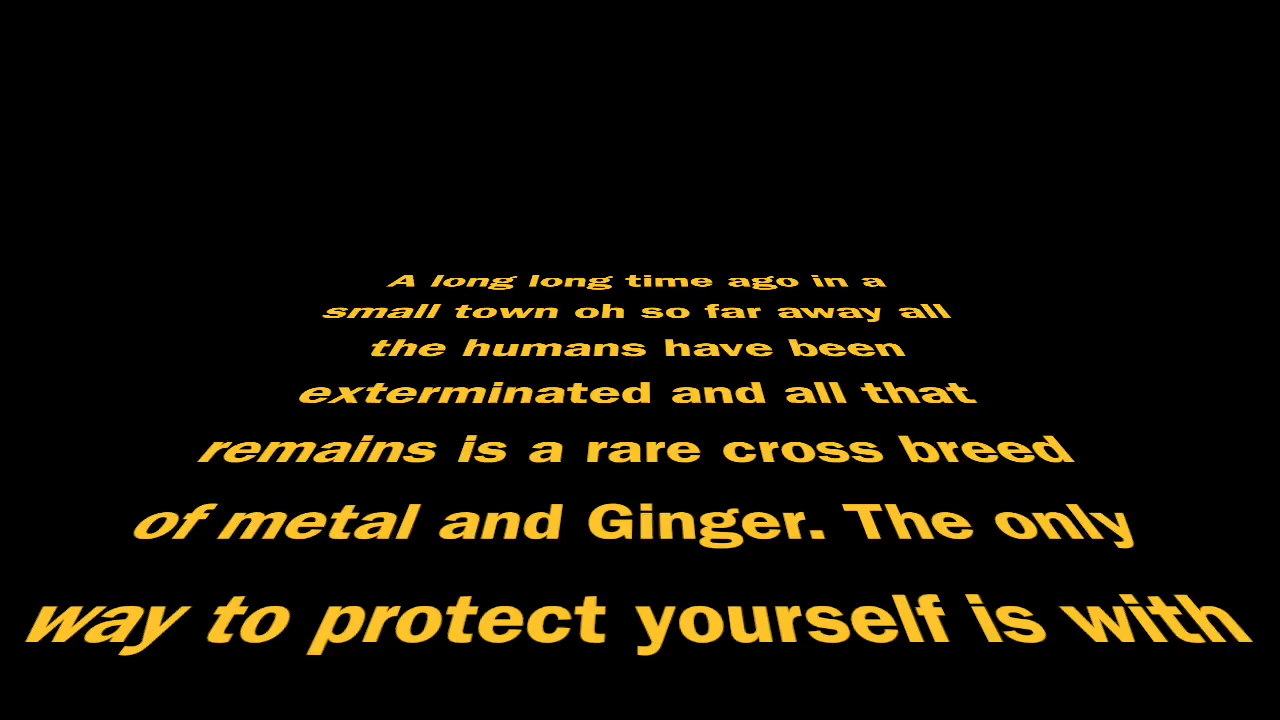 A long long time ago in a
small town oh so far away all
the humans have been
exterminated and all that
remains is a rare cross breed
of metal and Ginger. The only
way to protect yourself is with